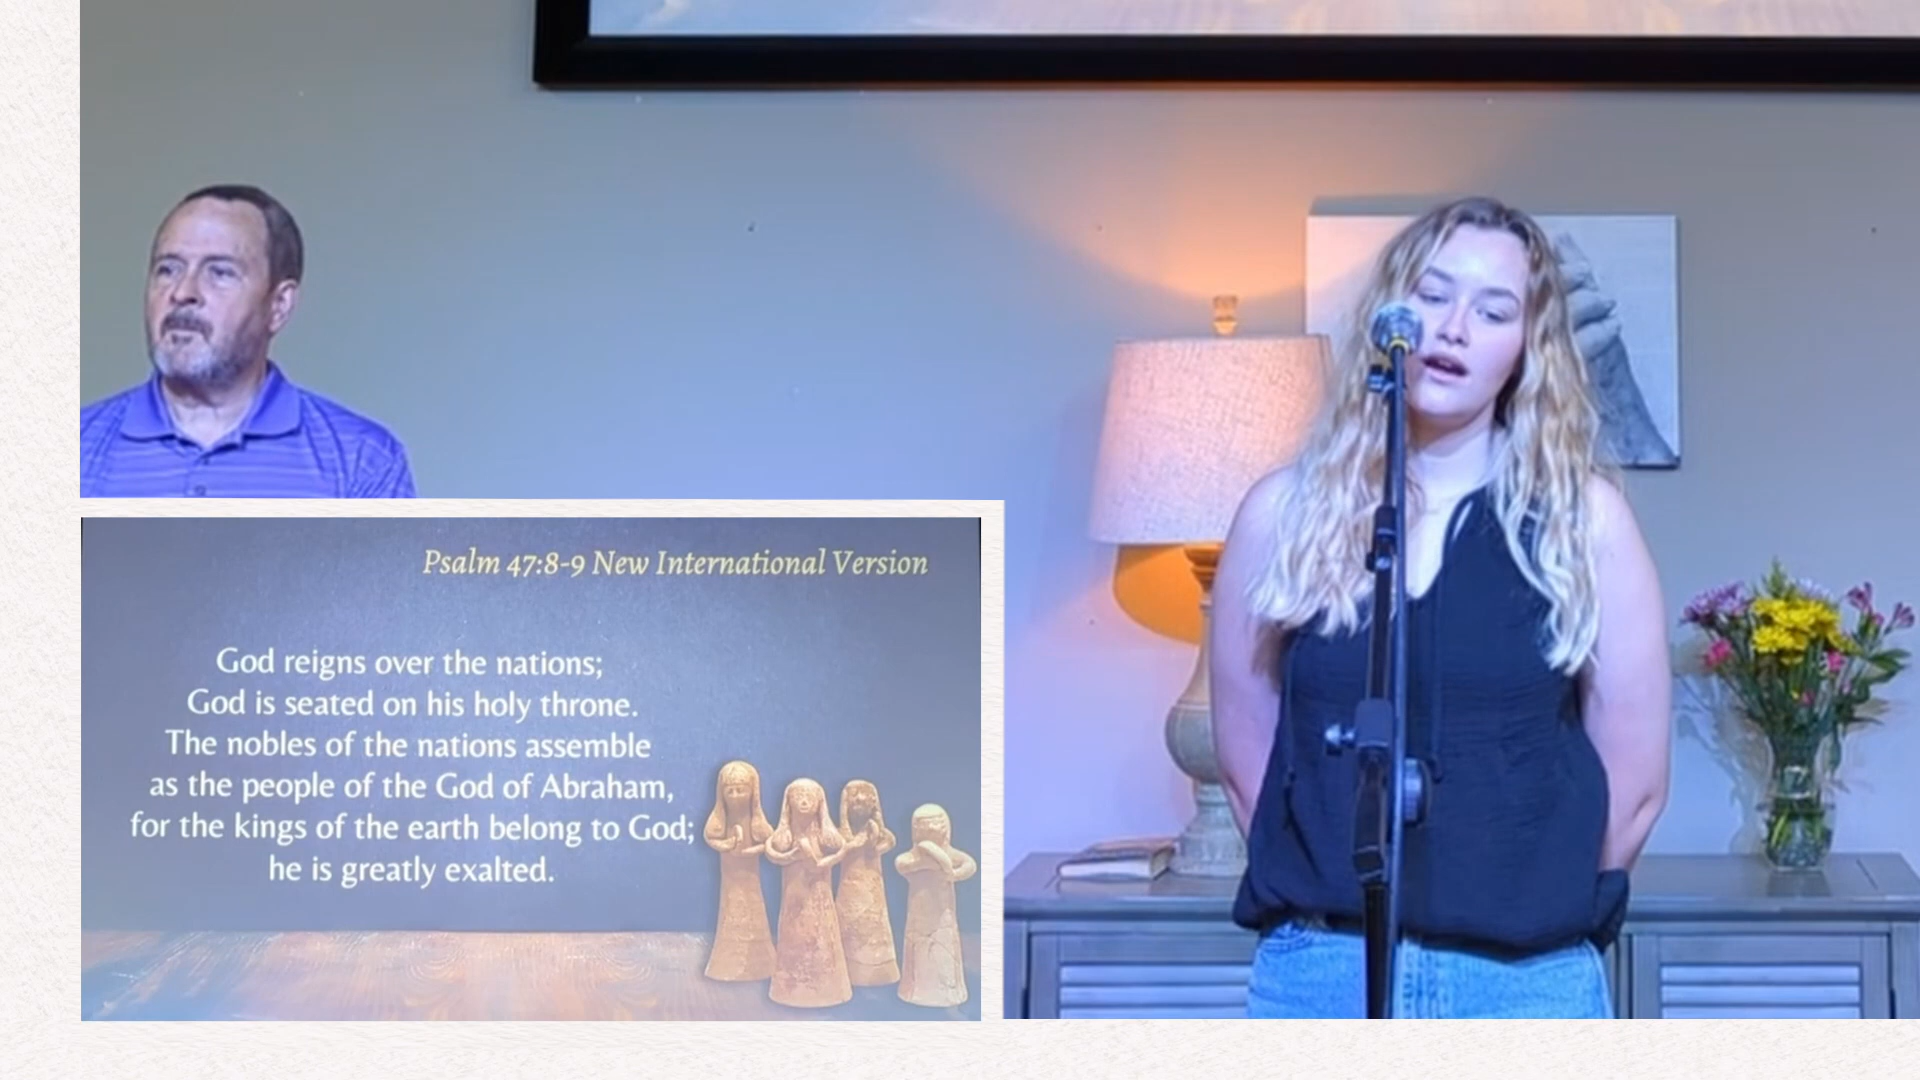 Psalm 47:8-9 New International Version
God reigns over the nations;
God is seated on his holy throne.
The nobles of the nations assemble
as the people of the God of Abraham,
for the kings of the earth belong to God;
he is greatly exalted.